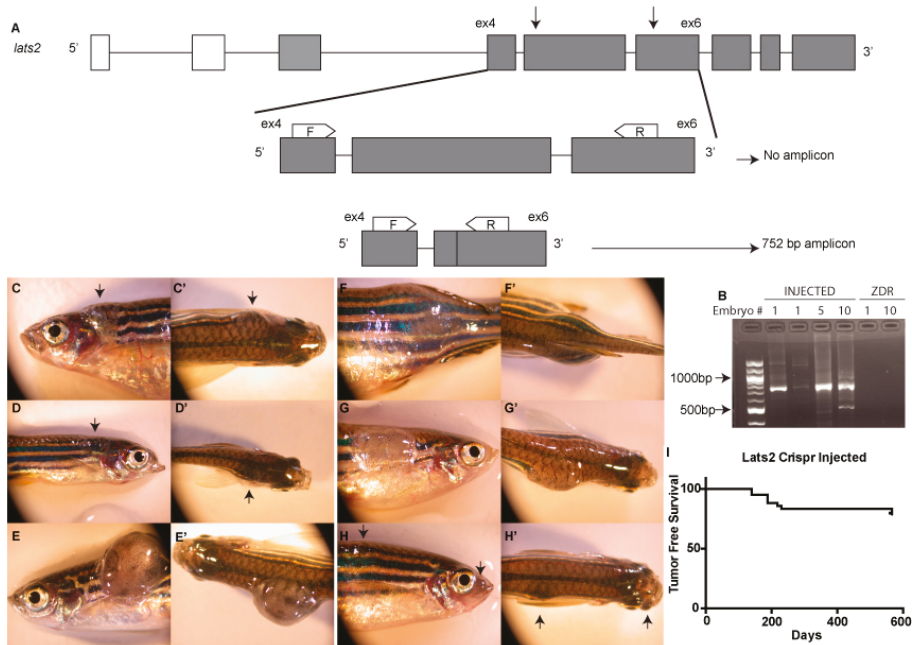 A
lats2 5' ex4 ex6 3'
ex4 F R ex6
5' 3' No amplicon
ex4 F R ex6
5' 3' 752 bp amplicon
C C' F F'
D D' G G'
E E' H H'
B
INJECTED ZDR
Embryo # 1 1 5 10 1 10
1000bp
500bp
I
Lats2 Crispr Injected
Tumor Free Survival
100
50
0
0 200 400 600
Days